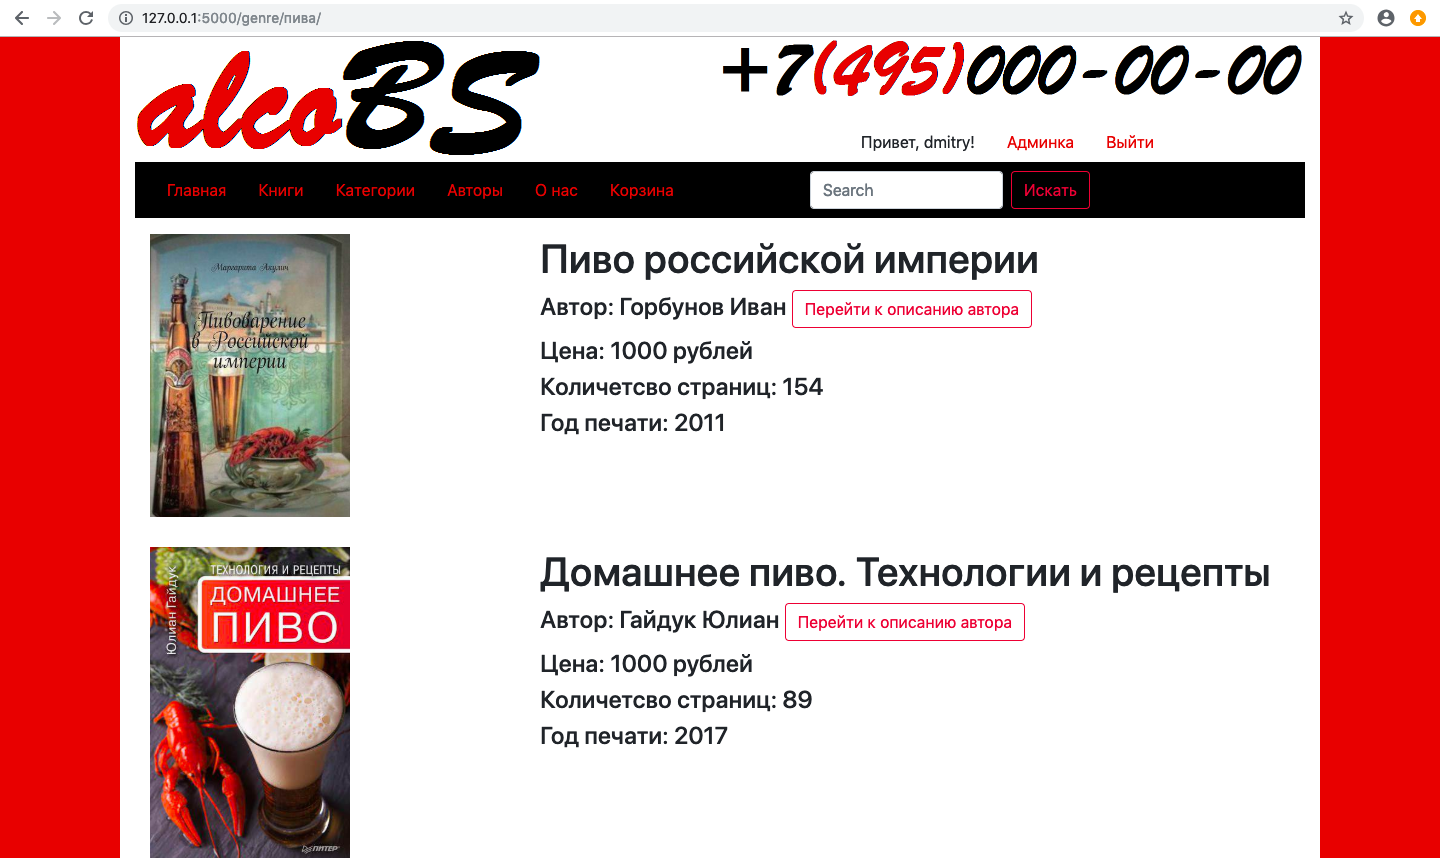 127.0.0.1:5000/genre/пива/
alcoBS
+7(495)000-00-00
Привет, dmitry! Админка Выйти
Главная Книги Категории Авторы О нас Корзина Search Искать
Маргарита Акулич
Пивоварение
в Российской
империи
Пиво российской империи
Автор: Горбунов Иван Перейти к описанию автора
Цена: 1000 рублей
Количетсво страниц: 154
Год печати: 2011
ТЕХНОЛОГИЯ И РЕЦЕПТЫ
ДОМАШНЕЕ
ПИВО
Юлиан Гайдук
ПИТЕР
Домашнее пиво. Технологии и рецепты
Автор: Гайдук Юлиан Перейти к описанию автора
Цена: 1000 рублей
Количетсво страниц: 89
Год печати: 2017